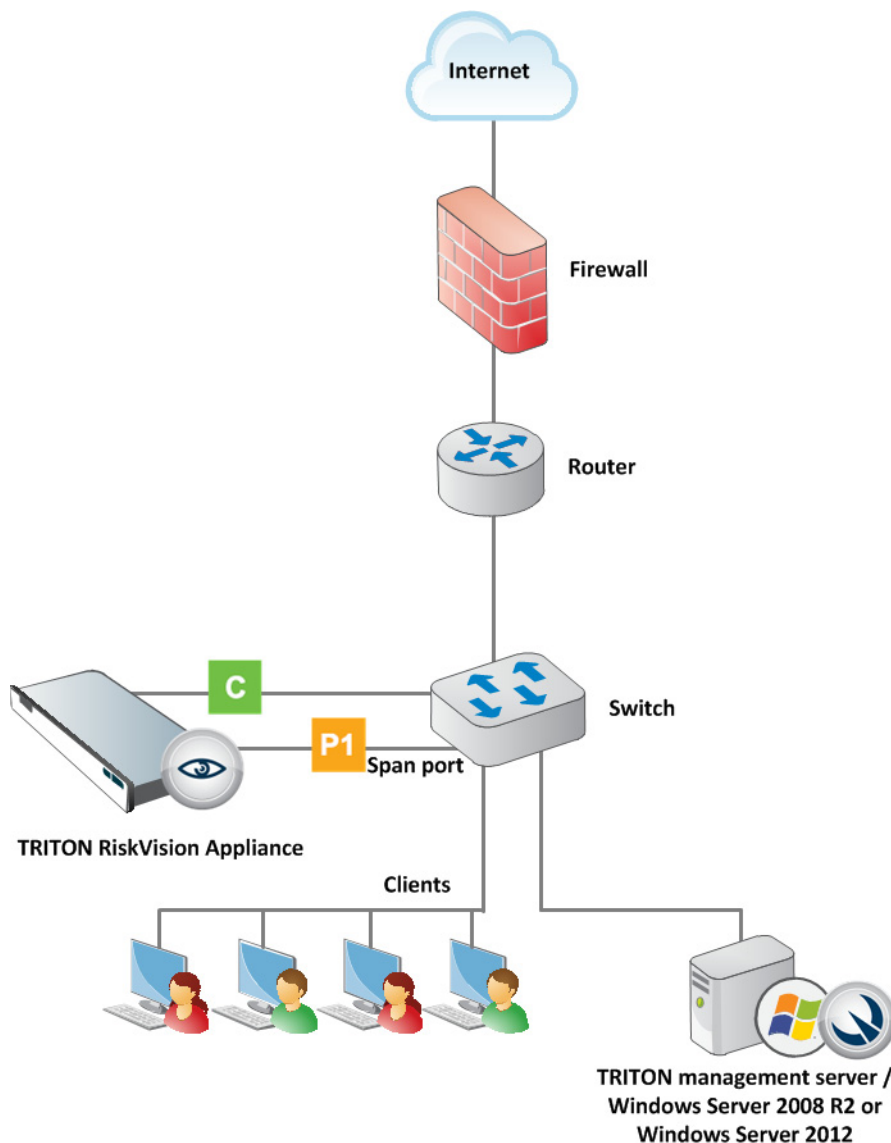 Internet
Firewall
Router
C
Switch
P1
Span port
TRITON RiskVision Appliance
Clients
TRITON management server /
Windows Server 2008 R2 or
Windows Server 2012